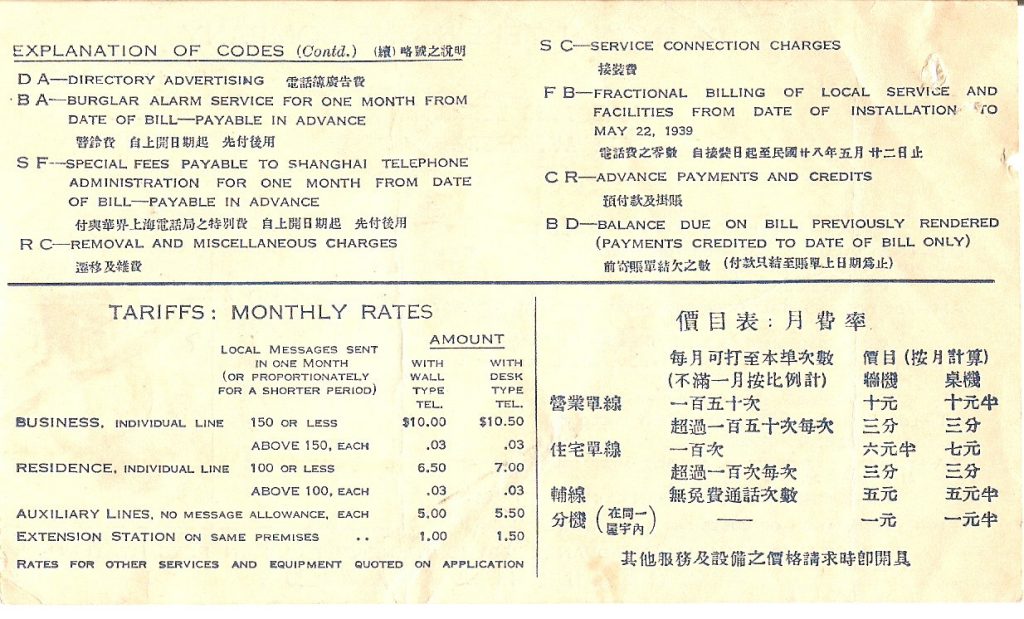 EXPLANATION OF CODES (Contd.) (續) 略號之說明
D A—DIRECTORY ADVERTISING 電話簿廣告費
B A—BURGLAR ALARM SERVICE FOR ONE MONTH FROM
DATE OF BILL—PAYABLE IN ADVANCE
警鈴費 自上開日期起 先付後用
S F—SPECIAL FEES PAYABLE TO SHANGHAI TELEPHONE
ADMINISTRATION FOR ONE MONTH FROM DATE
OF BILL—PAYABLE IN ADVANCE
付與華界上海電話局之特別費 自上開日期起 先付後用
R C—REMOVAL AND MISCELLANEOUS CHARGES
遷移及雜費
S C—SERVICE CONNECTION CHARGES
接裝費
F B—FRACTIONAL BILLING OF LOCAL SERVICE AND
FACILITIES FROM DATE OF INSTALLATION TO
MAY 22, 1939
電話費之零數 自接裝日起至民國廿八年五月廿二日止
C R—ADVANCE PAYMENTS AND CREDITS
預付款及掛賬
B D—BALANCE DUE ON BILL PREVIOUSLY RENDERED
(PAYMENTS CREDITED TO DATE OF BILL ONLY)
前寄賬單結欠之數 (付款只結至賬單上日期爲止)
TARIFFS: MONTHLY RATES
AMOUNT
LOCAL MESSAGES SENT
IN ONE MONTH WITH WITH
(OR PROPORTIONATELY WALL DESK
FOR A SHORTER PERIOD) TYPE TYPE
TEL. TEL.
BUSINESS, INDIVIDUAL LINE 150 OR LESS $10.00 $10.50
ABOVE 150, EACH .03 .03
RESIDENCE, INDIVIDUAL LINE 100 OR LESS 6.50 7.00
ABOVE 100, EACH .03 .03
AUXILIARY LINES, NO MESSAGE ALLOWANCE, EACH 5.00 5.50
EXTENSION STATION ON SAME PREMISES .. 1.00 1.50
RATES FOR OTHER SERVICES AND EQUIPMENT QUOTED ON APPLICATION
價目表：月費率
每月可打至本埠次數 價目 (按月計算)
(不滿一月按比例計) 牆機 桌機
營業單線 一百五十次 十元 十元半
超過一百五十次每次 三分 三分
住宅單線 一百次 六元半 七元
超過一百次每次 三分 三分
輔線 無免費通話次數 五元 五元半
分機 (在同一屋宇內) —— 一元 一元半
其他服務及設備之價格請求時卽開具